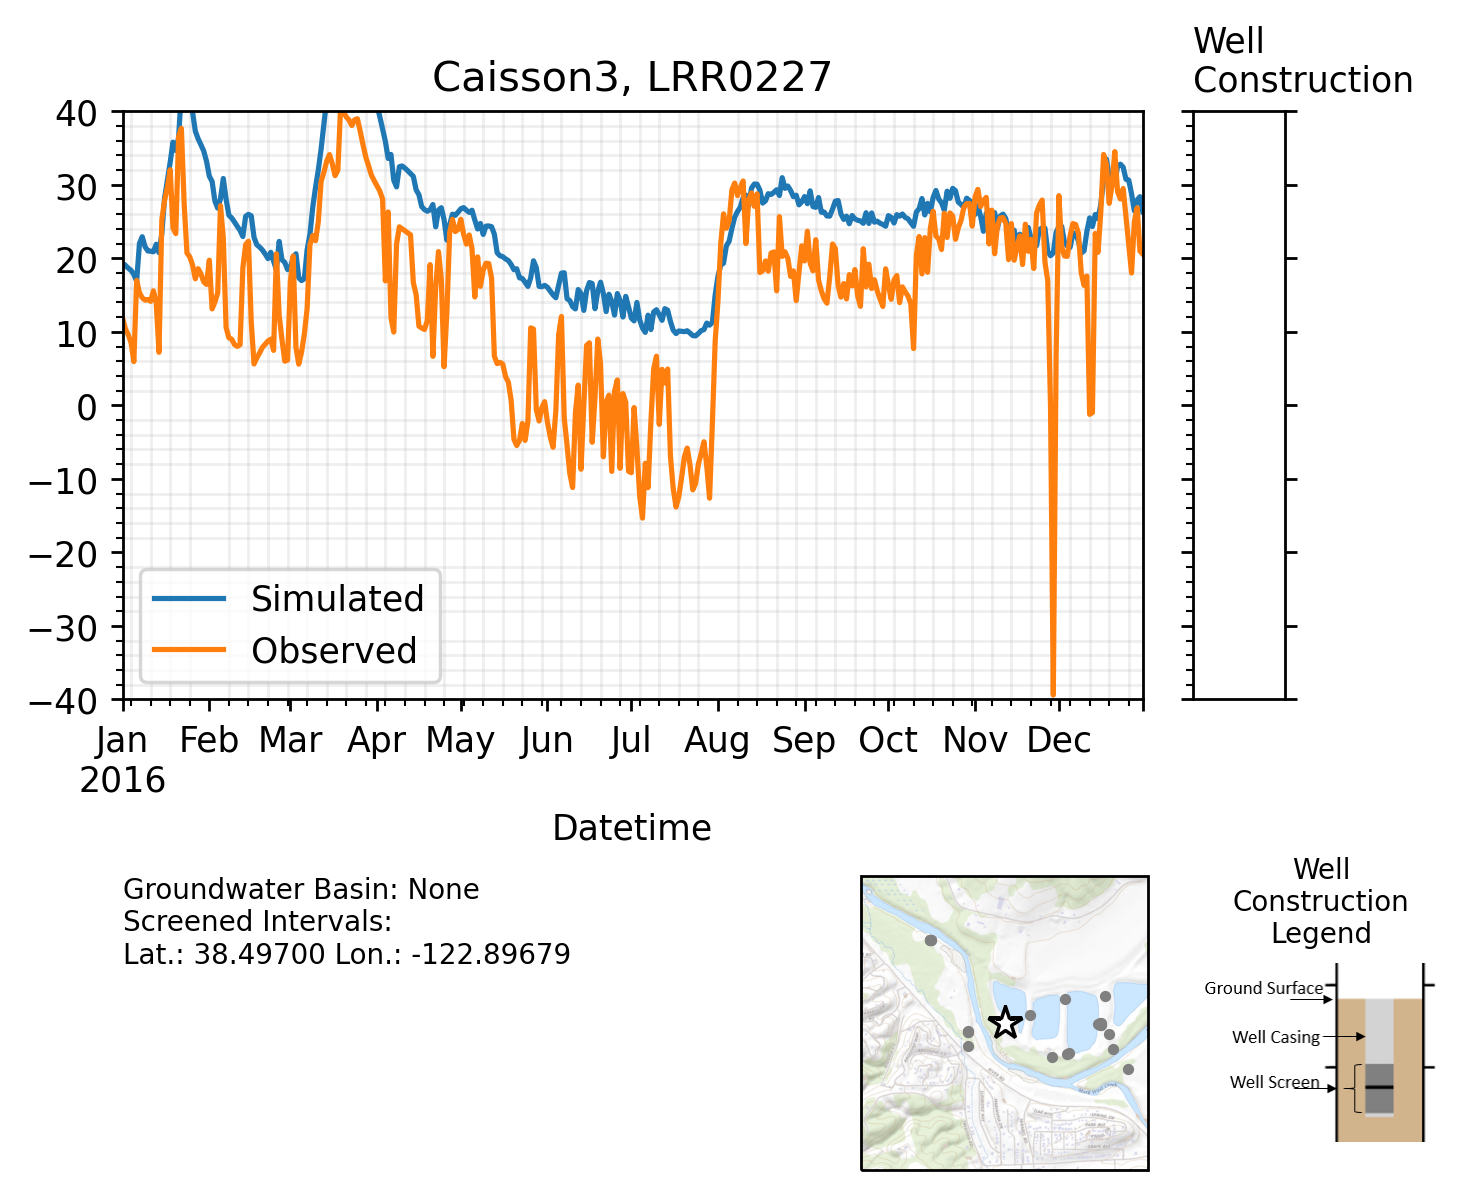 Caisson3, LRR0227
Well
Construction
40
30
20
10
0
−10
−20
−30
−40
Simulated
Observed
Jan Feb Mar Apr May Jun Jul Aug Sep Oct Nov Dec
2016
Datetime
Groundwater Basin: None
Screened Intervals:
Lat.: 38.49700 Lon.: -122.89679
Well
Construction
Legend
Ground Surface
Well Casing
Well Screen